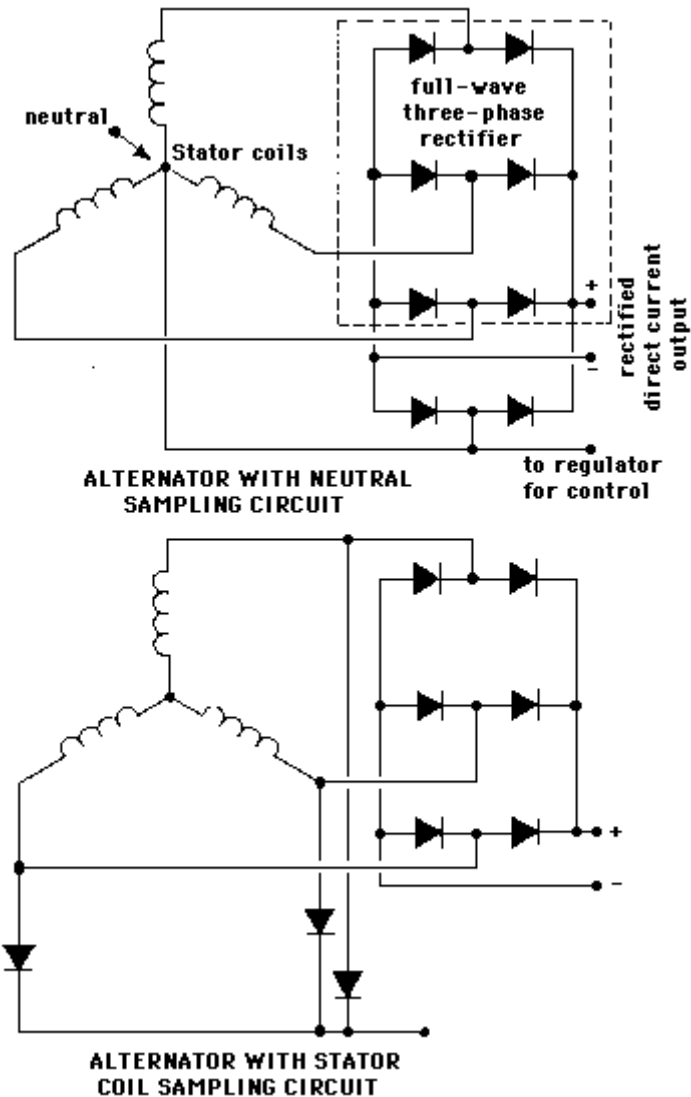 full-wave
three-phase
rectifier
neutral
Stator coils
+
rectified
direct current
output
-
to regulator
for control
ALTERNATOR WITH NEUTRAL
SAMPLING CIRCUIT
+
-
ALTERNATOR WITH STATOR
COIL SAMPLING CIRCUIT